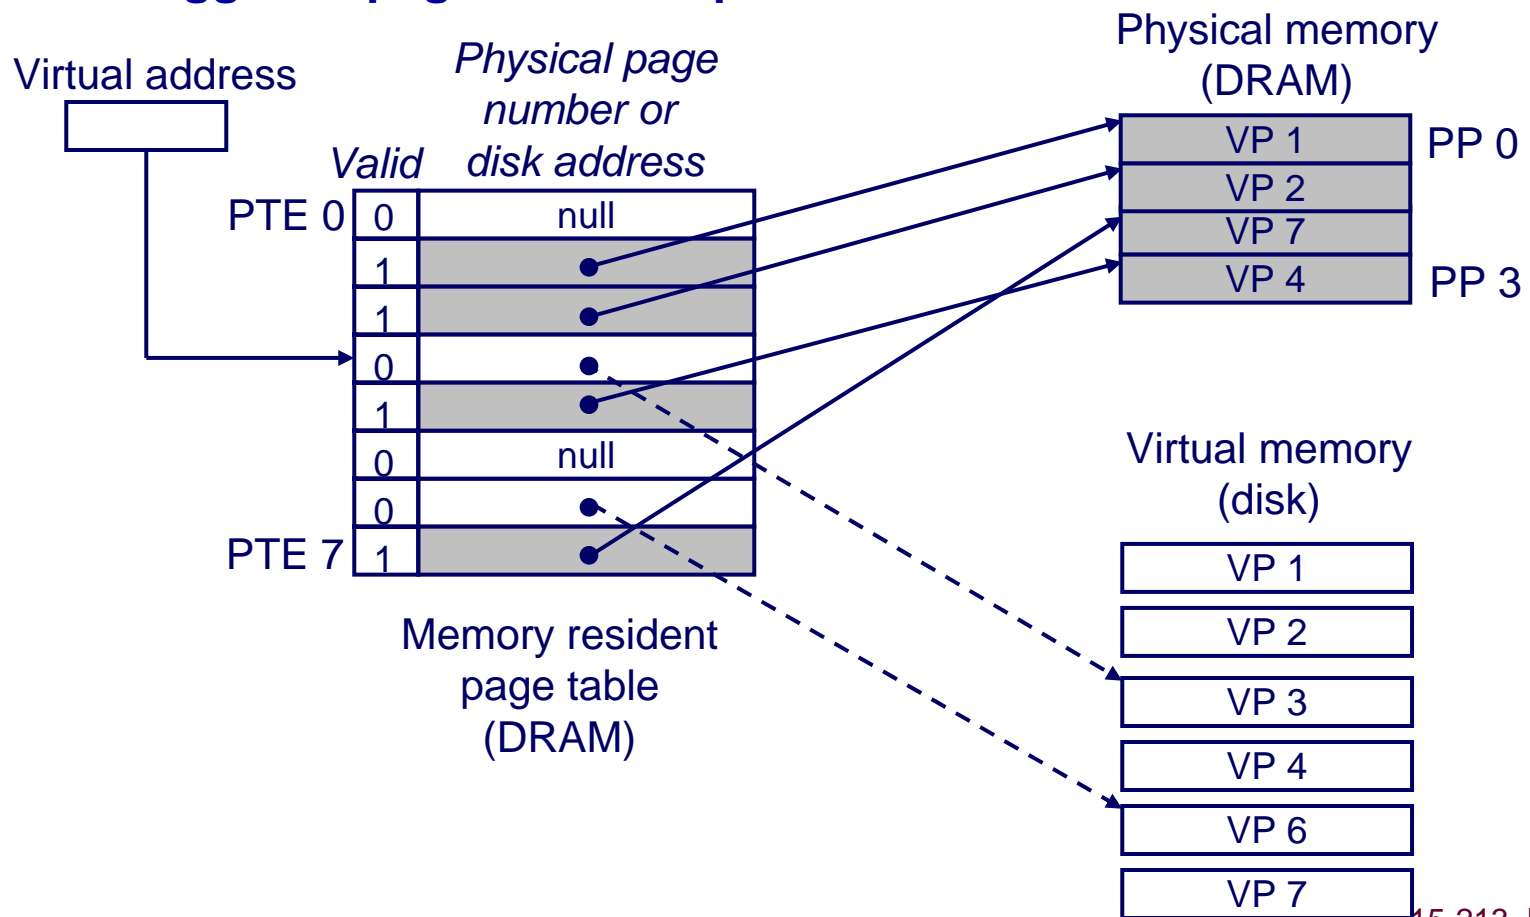 Virtual address
Physical page
number or
disk address
Valid
PTE 0
0
null
1
1
0
1
0
null
0
PTE 7
1
Memory resident
page table
(DRAM)
Physical memory
(DRAM)
VP 1
PP 0
VP 2
VP 7
VP 4
PP 3
Virtual memory
(disk)
VP 1
VP 2
VP 3
VP 4
VP 6
VP 7